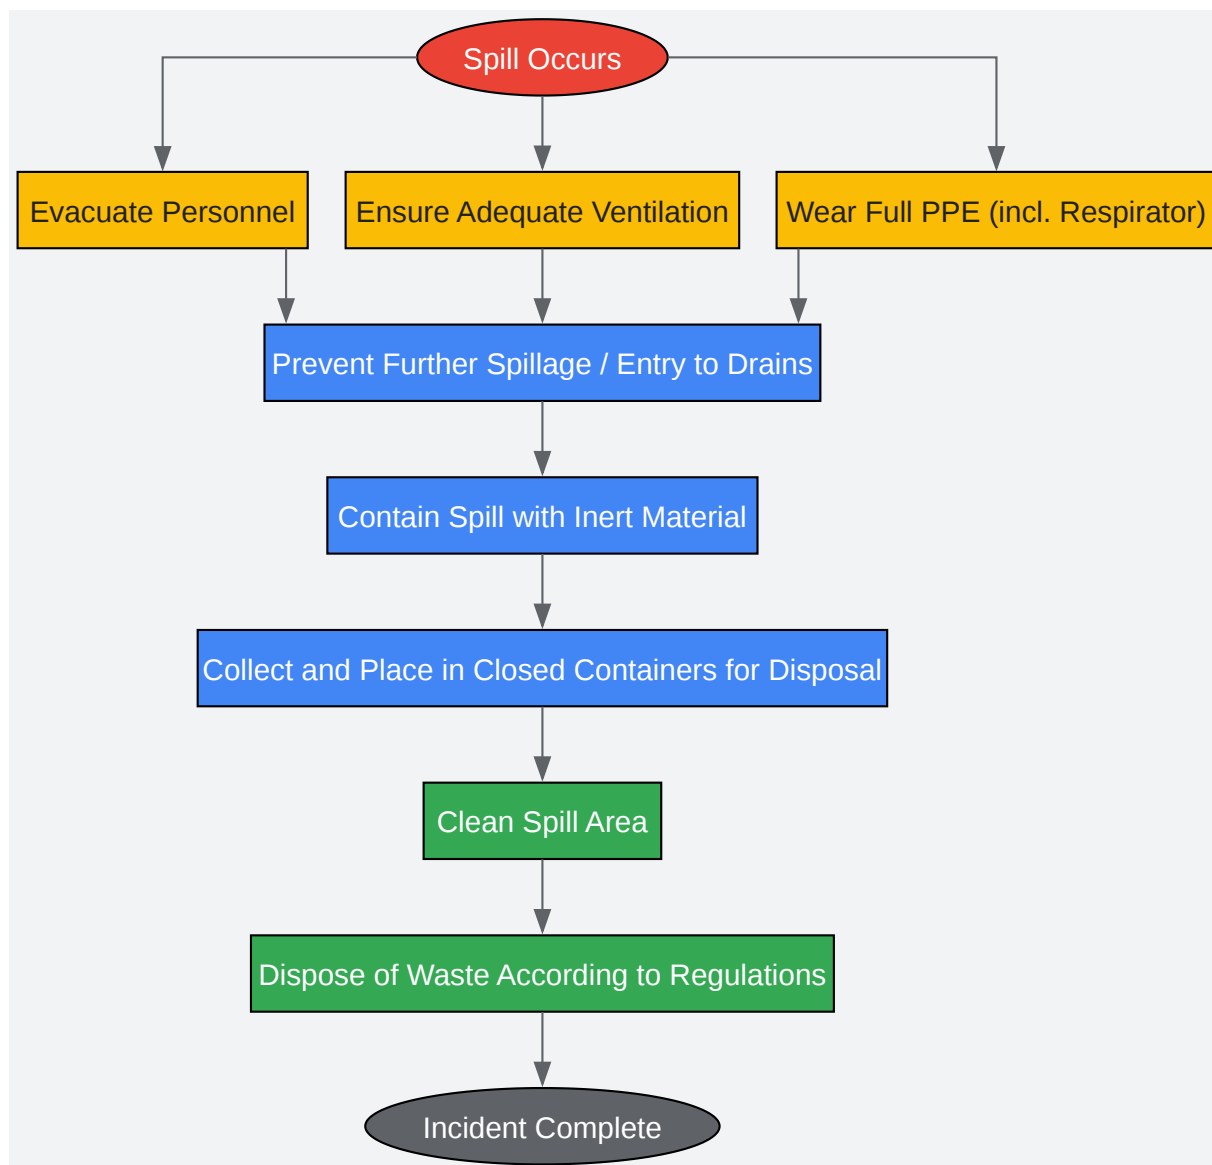 Spill Occurs
Evacuate Personnel
Ensure Adequate Ventilation
Wear Full PPE (incl. Respirator)
Prevent Further Spillage / Entry to Drains
Contain Spill with Inert Material
Collect and Place in Closed Containers for Disposal
Clean Spill Area
Dispose of Waste According to Regulations
Incident Complete